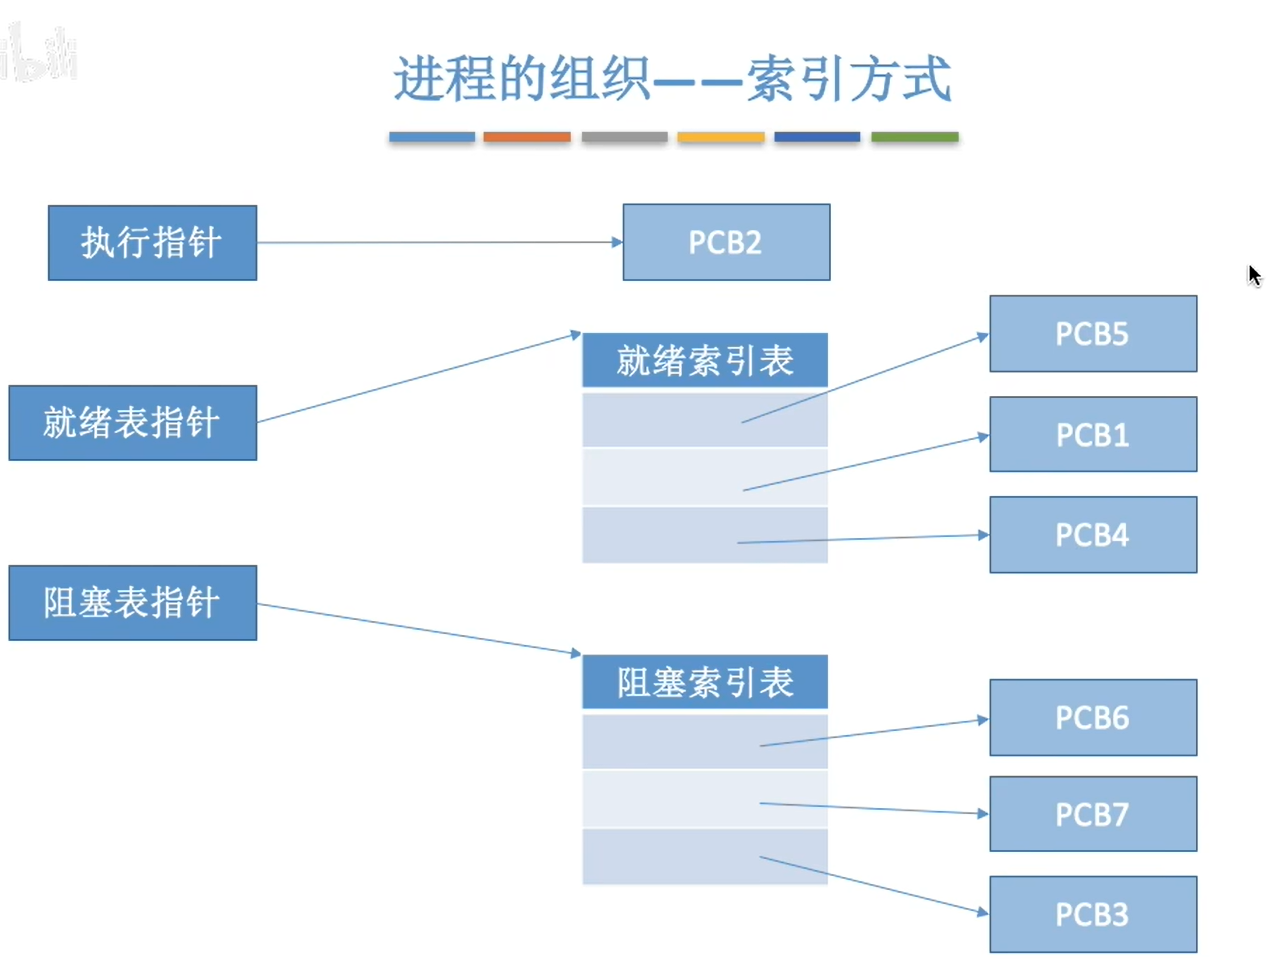 进程的组织——索引方式
执行指针
PCB2
PCB5
就绪索引表
就绪表指针
PCB1
PCB4
阻塞表指针
阻塞索引表
PCB6
PCB7
PCB3